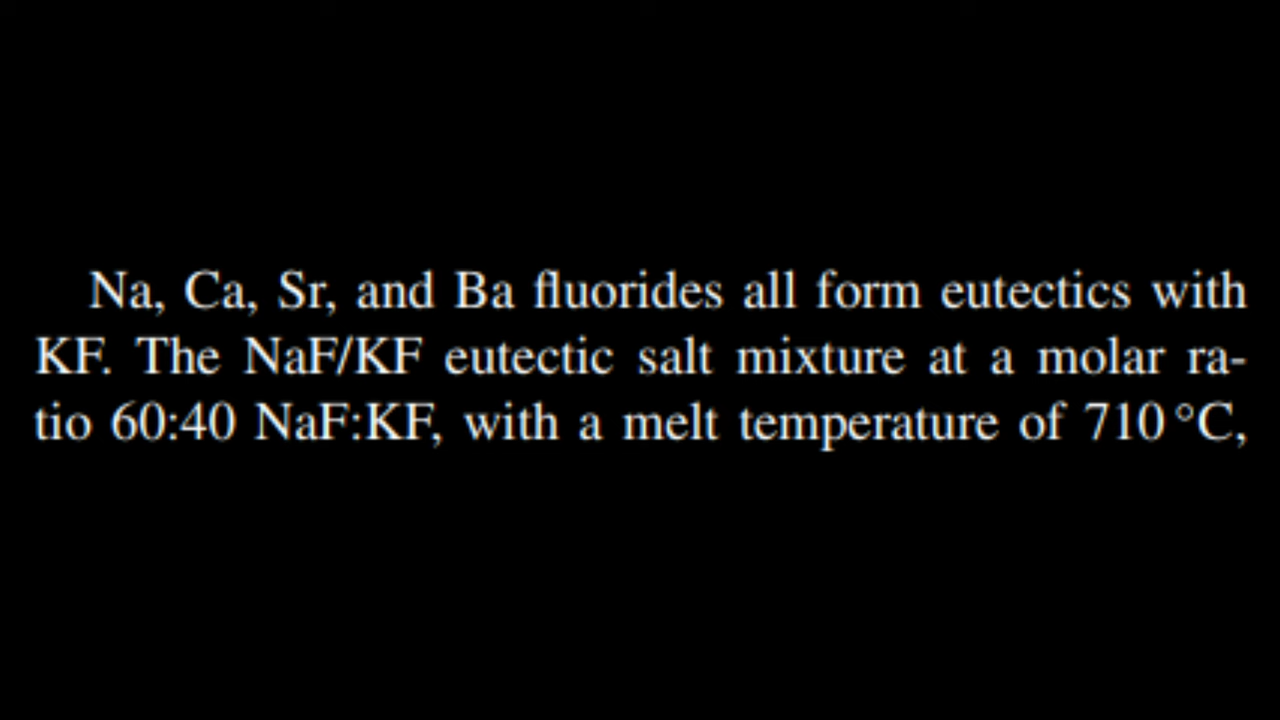 Na, Ca, Sr, and Ba fluorides all form eutectics with
KF. The NaF/KF eutectic salt mixture at a molar ra-
tio 60:40 NaF:KF, with a melt temperature of 710 °C,